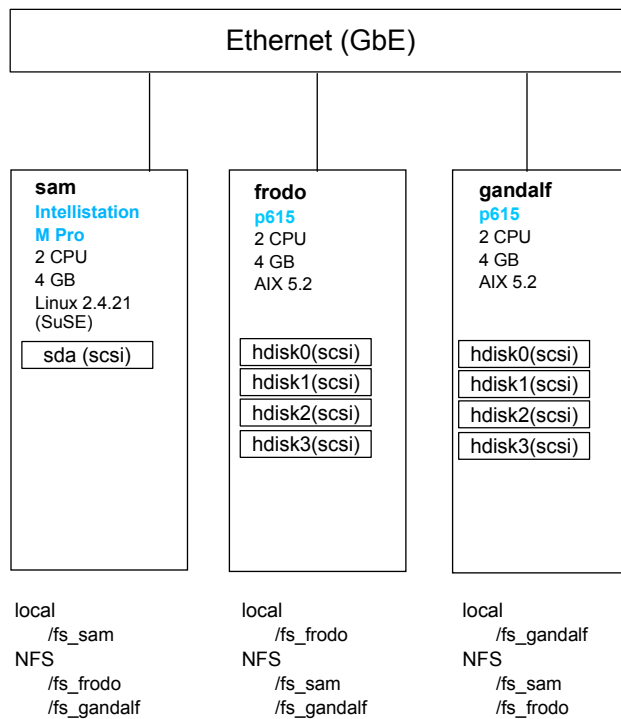 Ethernet (GbE)
sam
Intellistation
M Pro
2 CPU
4 GB
Linux 2.4.21
(SuSE)
sda (scsi)
frodo
p615
2 CPU
4 GB
AIX 5.2
hdisk0(scsi)
hdisk1(scsi)
hdisk2(scsi)
hdisk3(scsi)
gandalf
p615
2 CPU
4 GB
AIX 5.2
hdisk0(scsi)
hdisk1(scsi)
hdisk2(scsi)
hdisk3(scsi)
local
/fs_sam
NFS
/fs_frodo
/fs_gandalf
local
/fs_frodo
NFS
/fs_sam
/fs_gandalf
local
/fs_gandalf
NFS
/fs_sam
/fs_frodo